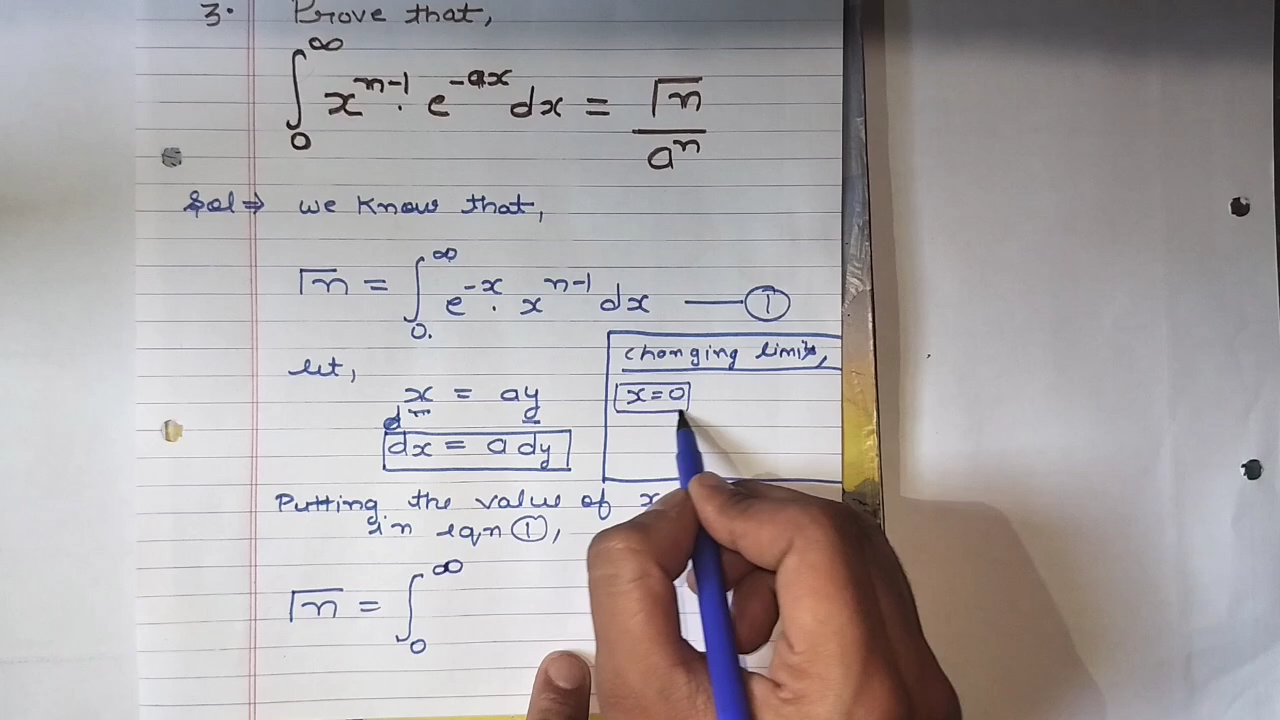 3. Prove that,
∫₀^∞ x^(n-1) · e^(-ax) dx = Γn / a^n
Sol ⇒ we know that,
Γn = ∫₀^∞ e^(-x) · x^(n-1) dx —— ①
let,
x = ay
dx = a dy
changing limits,
x=0
Putting the value of x
in eqn ①,
Γn = ∫₀^∞